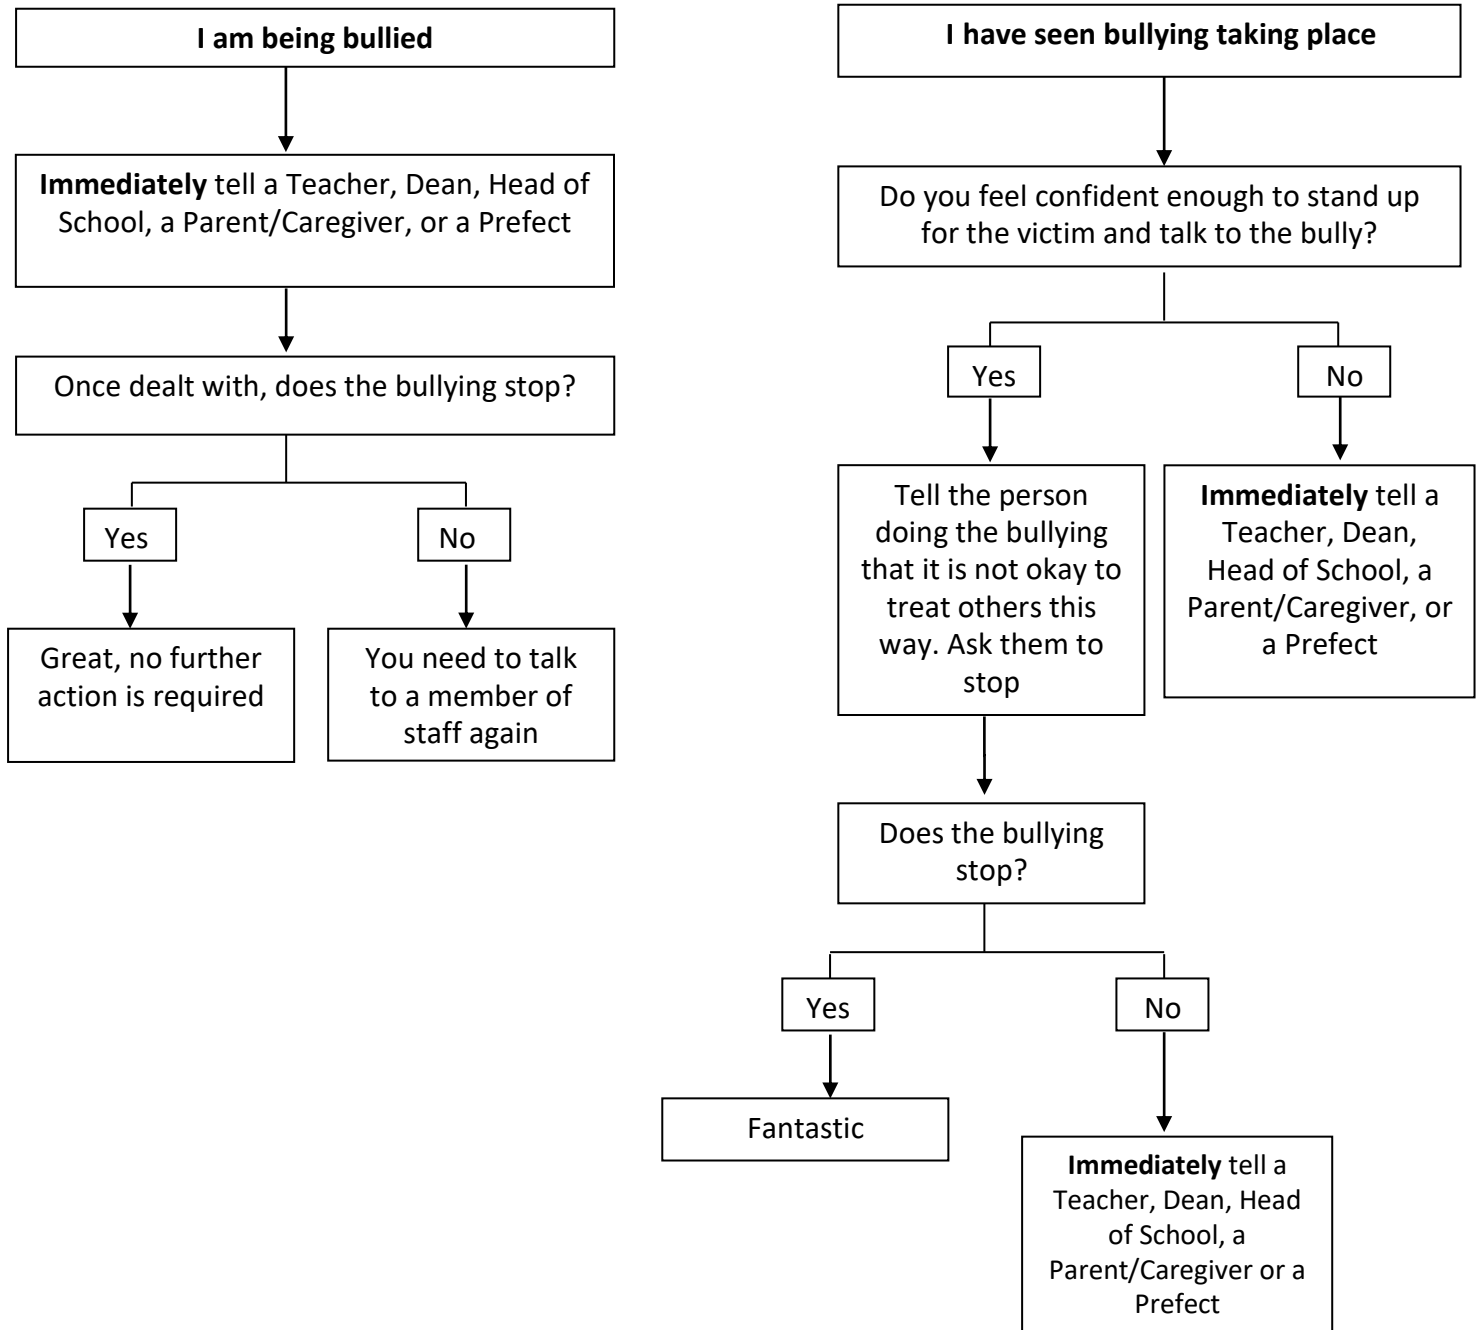 I am being bullied
Immediately tell a Teacher, Dean, Head of
School, a Parent/Caregiver, or a Prefect
Once dealt with, does the bullying stop?
Yes
No
Great, no further
action is required
You need to talk
to a member of
staff again
I have seen bullying taking place
Do you feel confident enough to stand up
for the victim and talk to the bully?
Yes
No
Tell the person
doing the bullying
that it is not okay to
treat others this
way. Ask them to
stop
Immediately tell a
Teacher, Dean,
Head of School, a
Parent/Caregiver, or
a Prefect
Does the bullying
stop?
Yes
No
Fantastic
Immediately tell a
Teacher, Dean, Head
of School, a
Parent/Caregiver or a
Prefect